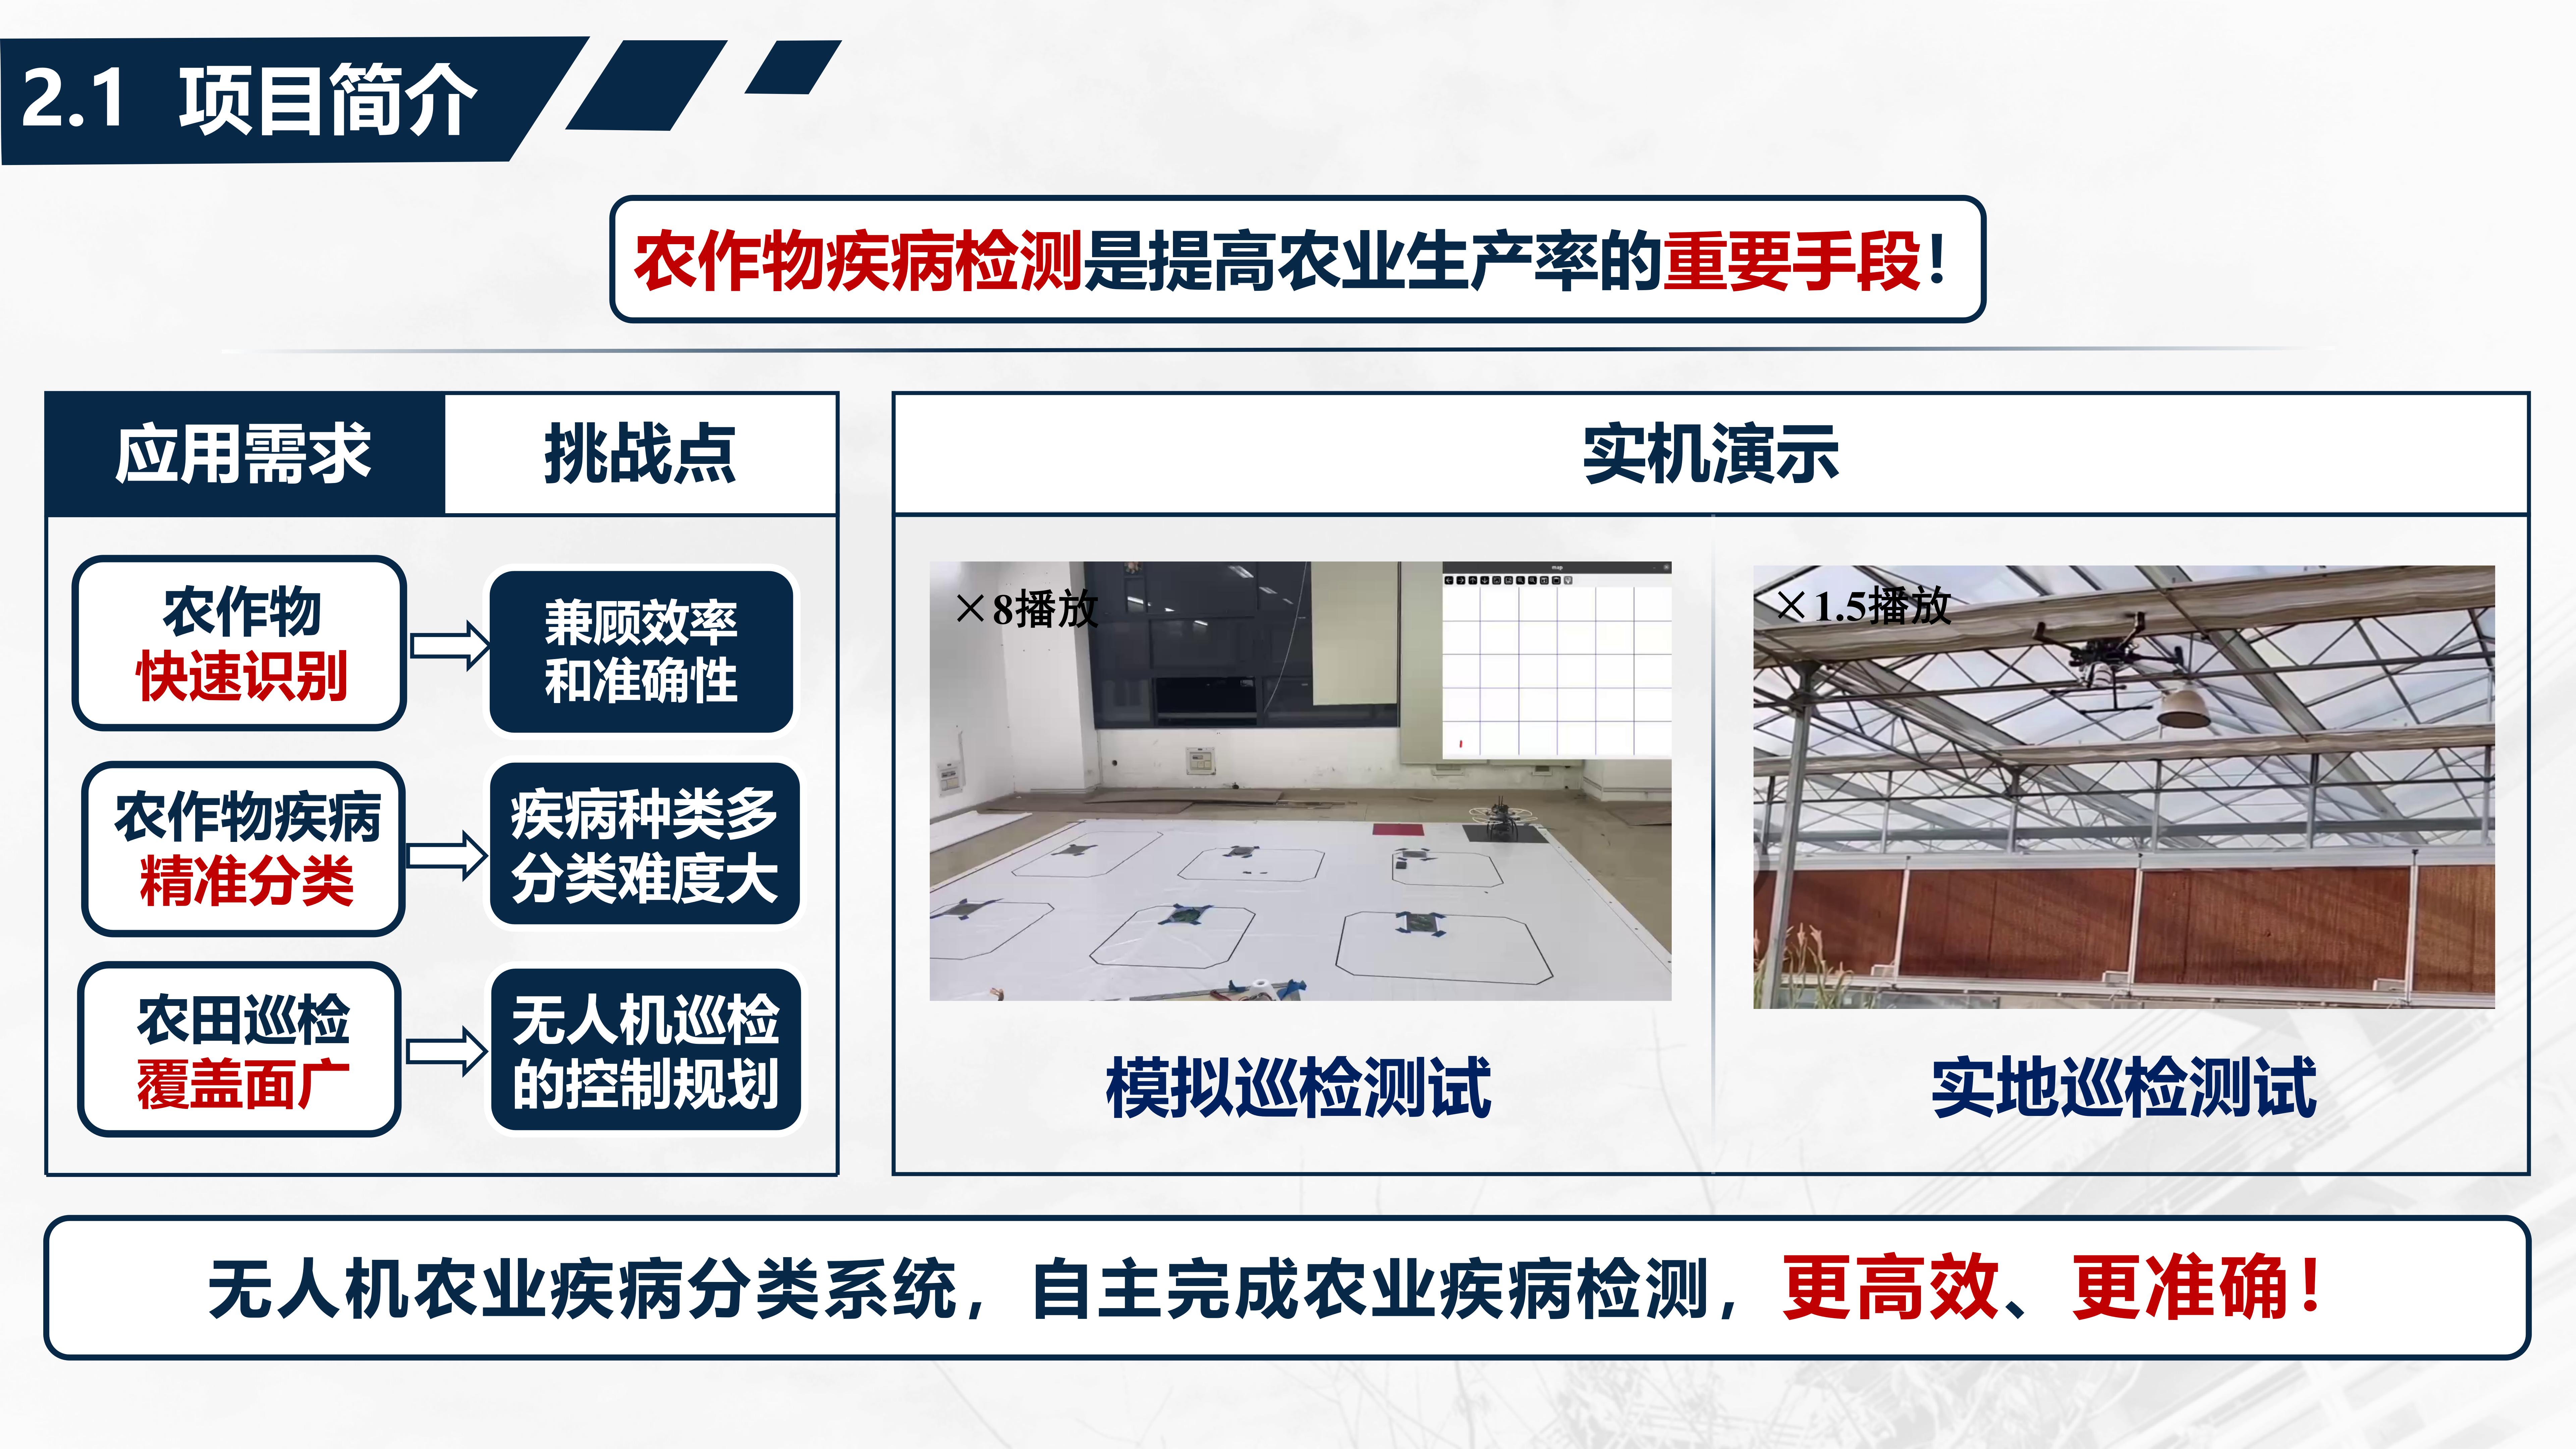 2.1 项目简介
农作物疾病检测是提高农业生产率的重要手段！
应用需求
挑战点
农作物
快速识别
兼顾效率
和准确性
农作物疾病
精准分类
疾病种类多
分类难度大
农田巡检
覆盖面广
无人机巡检
的控制规划
实机演示
×8播放
map
×1.5播放
模拟巡检测试
实地巡检测试
无人机农业疾病分类系统，自主完成农业疾病检测，更高效、更准确！